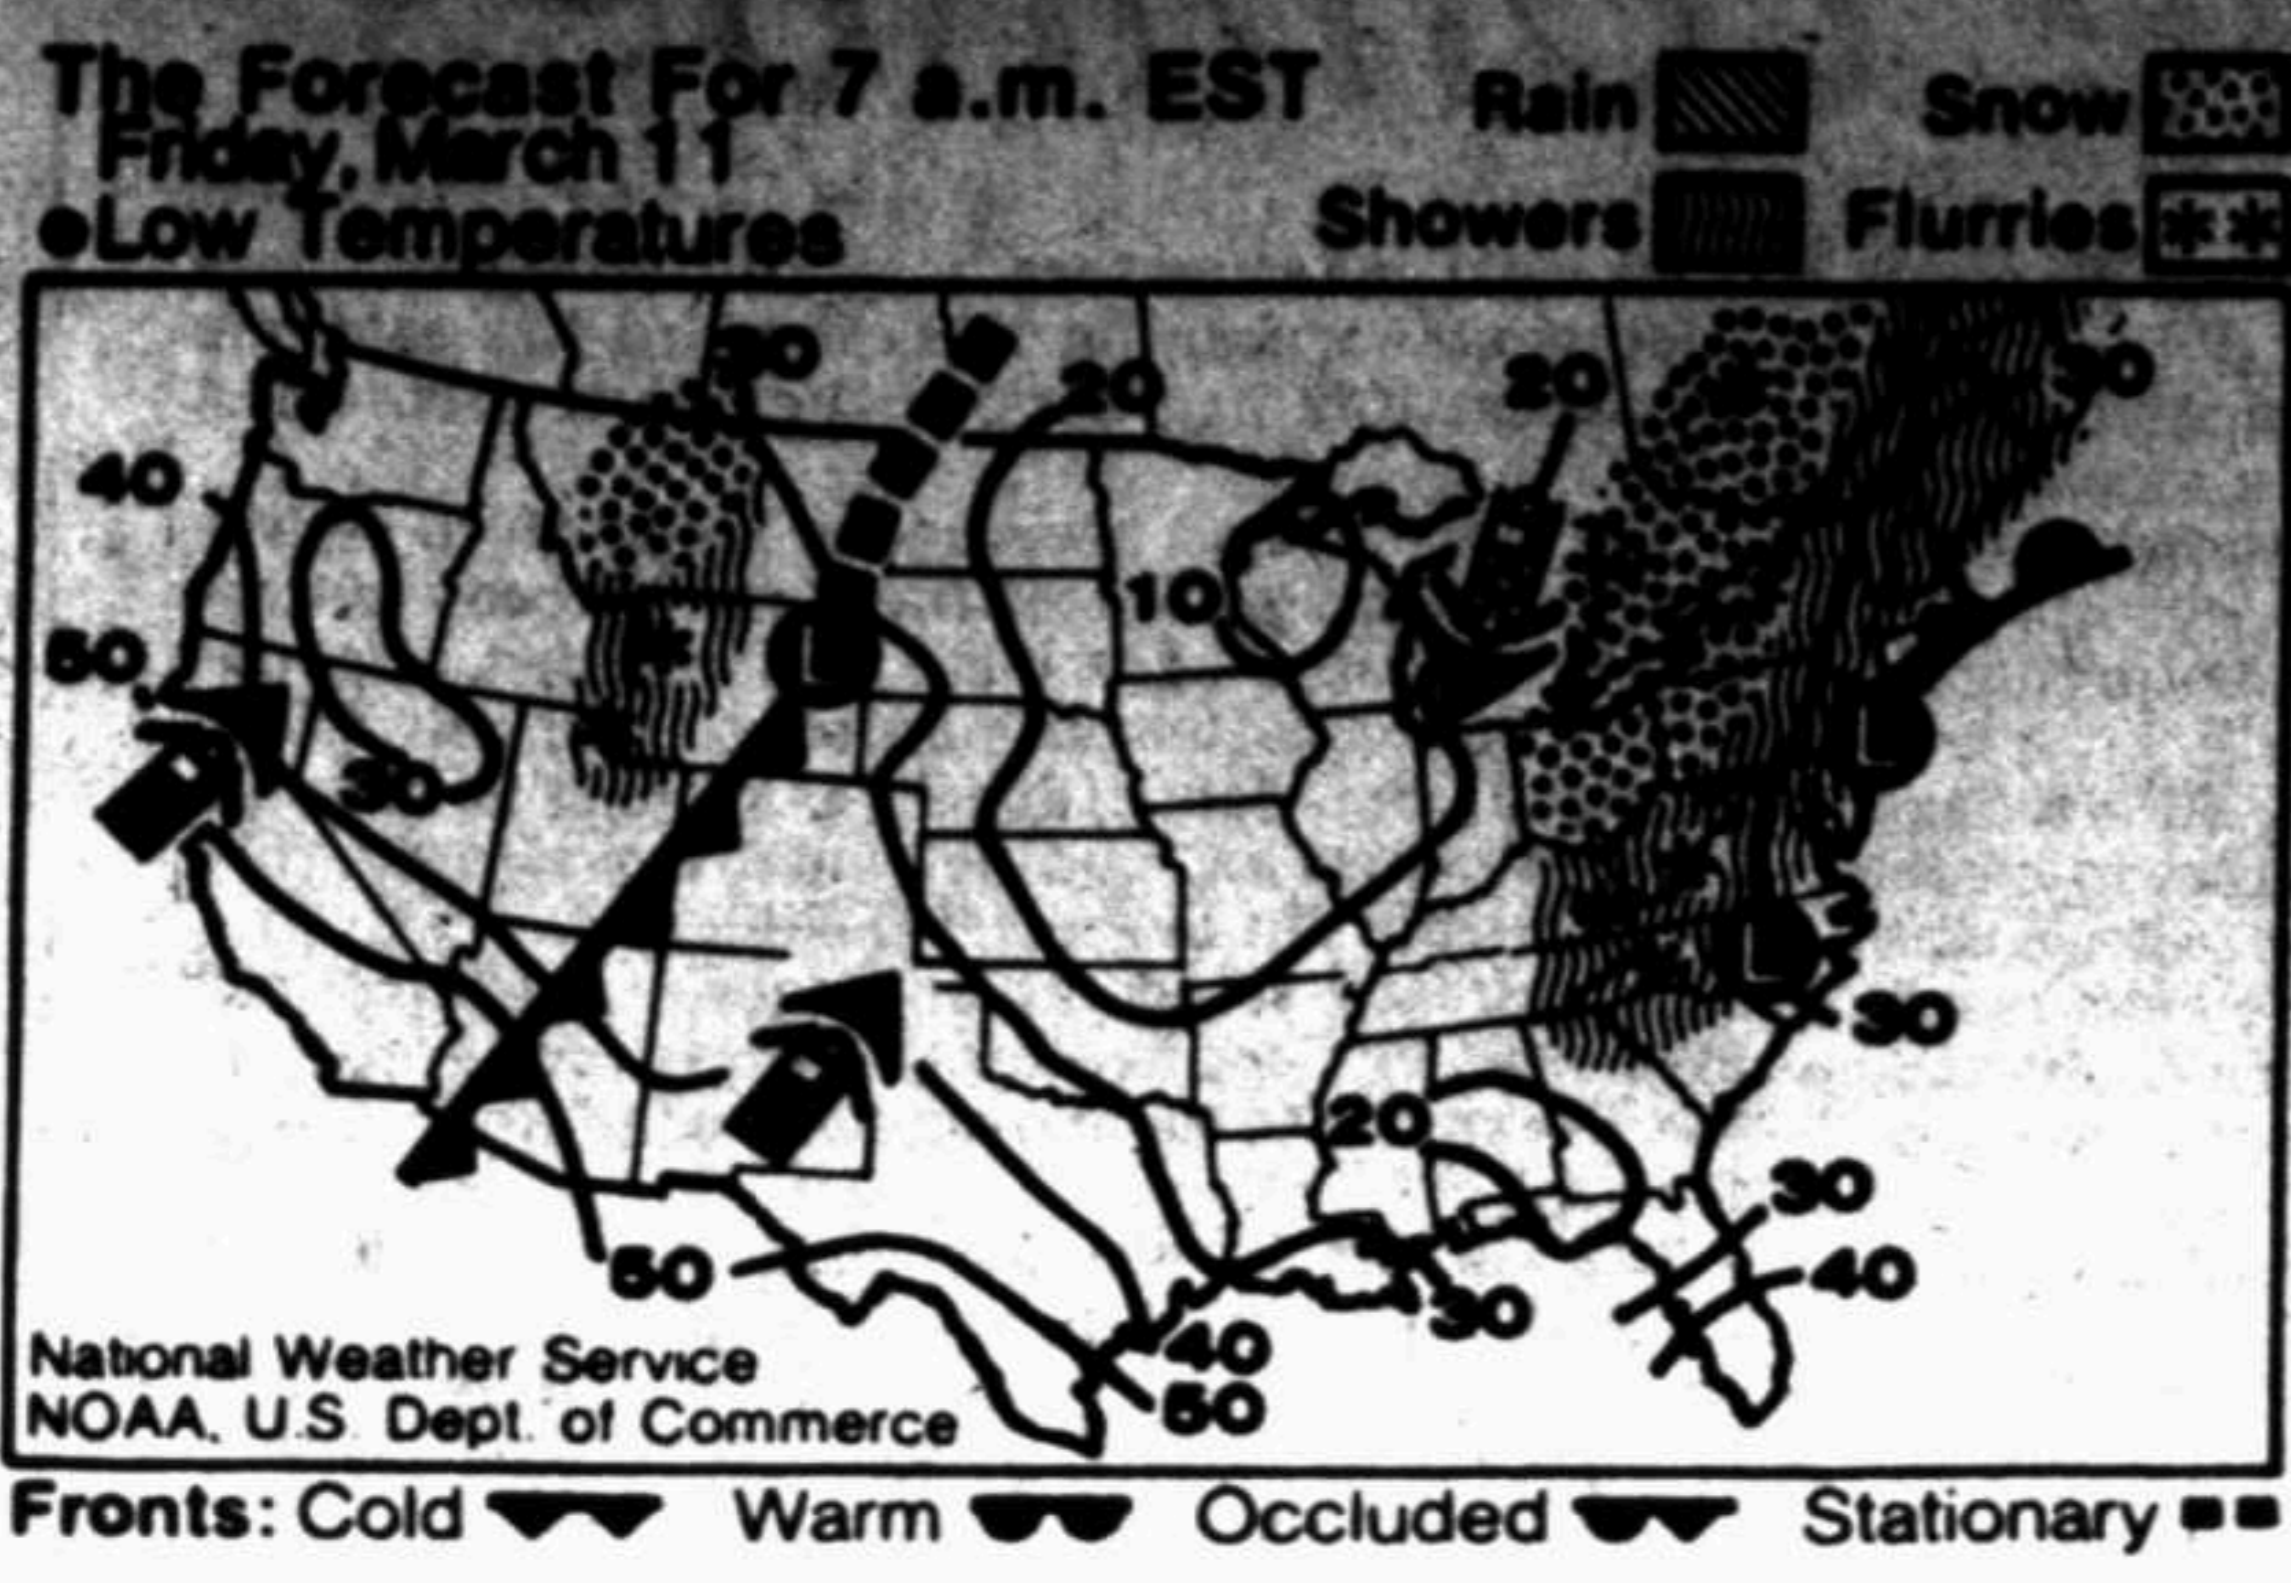 The Forecast For 7 a.m. EST
Friday, March 11
●Low Temperatures
Rain
Snow
Showers
Flurries
30
20
20
30
40
10
50
30
30
20
30
50
40
30
40
50
National Weather Service
NOAA, U.S. Dept. of Commerce
Fronts: Cold Warm Occluded Stationary